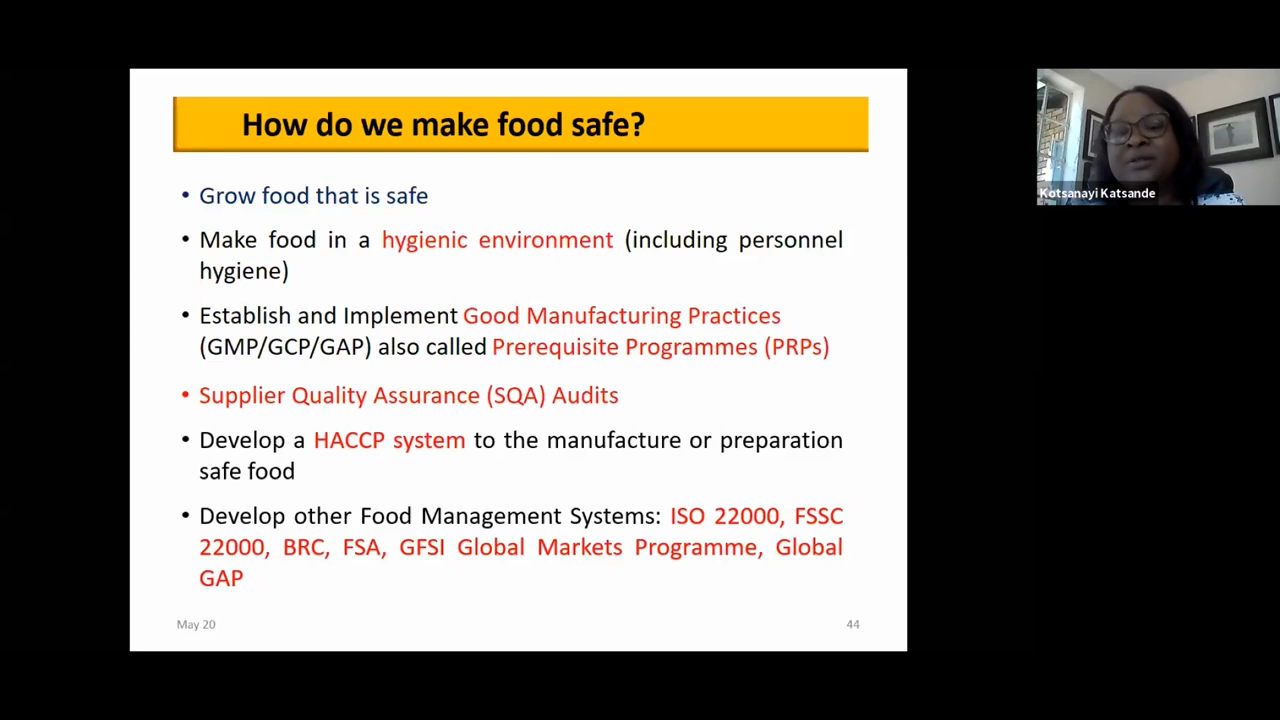 How do we make food safe?
• Grow food that is safe
• Make food in a hygienic environment (including personnel
hygiene)
• Establish and Implement Good Manufacturing Practices
(GMP/GCP/GAP) also called Prerequisite Programmes (PRPs)
• Supplier Quality Assurance (SQA) Audits
• Develop a HACCP system to the manufacture or preparation
safe food
• Develop other Food Management Systems: ISO 22000, FSSC
22000, BRC, FSA, GFSI Global Markets Programme, Global
GAP
May 20
44
Kotsanayi Katsande